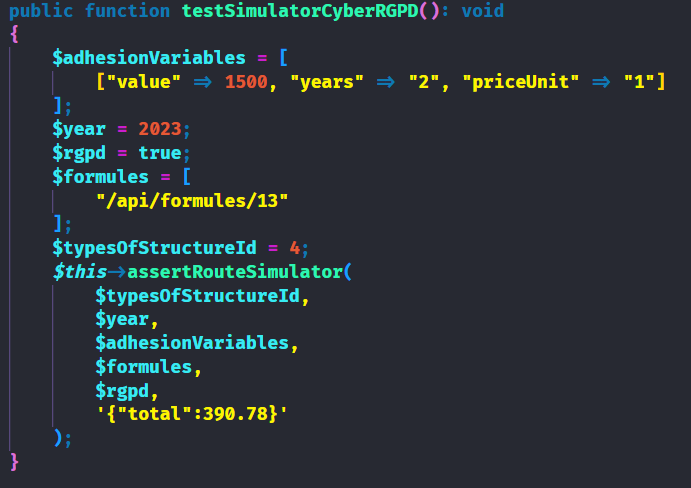 public function testSimulatorCyberRGPD(): void
{
    $adhesionVariables = [
        ["value" => 1500, "years" => "2", "priceUnit" => "1"]
    ];
    $year = 2023;
    $rgpd = true;
    $formules = [
        "/api/formules/13"
    ];
    $typesOfStructureId = 4;
    $this->assertRouteSimulator(
        $typesOfStructureId,
        $year,
        $adhesionVariables,
        $formules,
        $rgpd,
        '{"total":390.78}'
    );
}